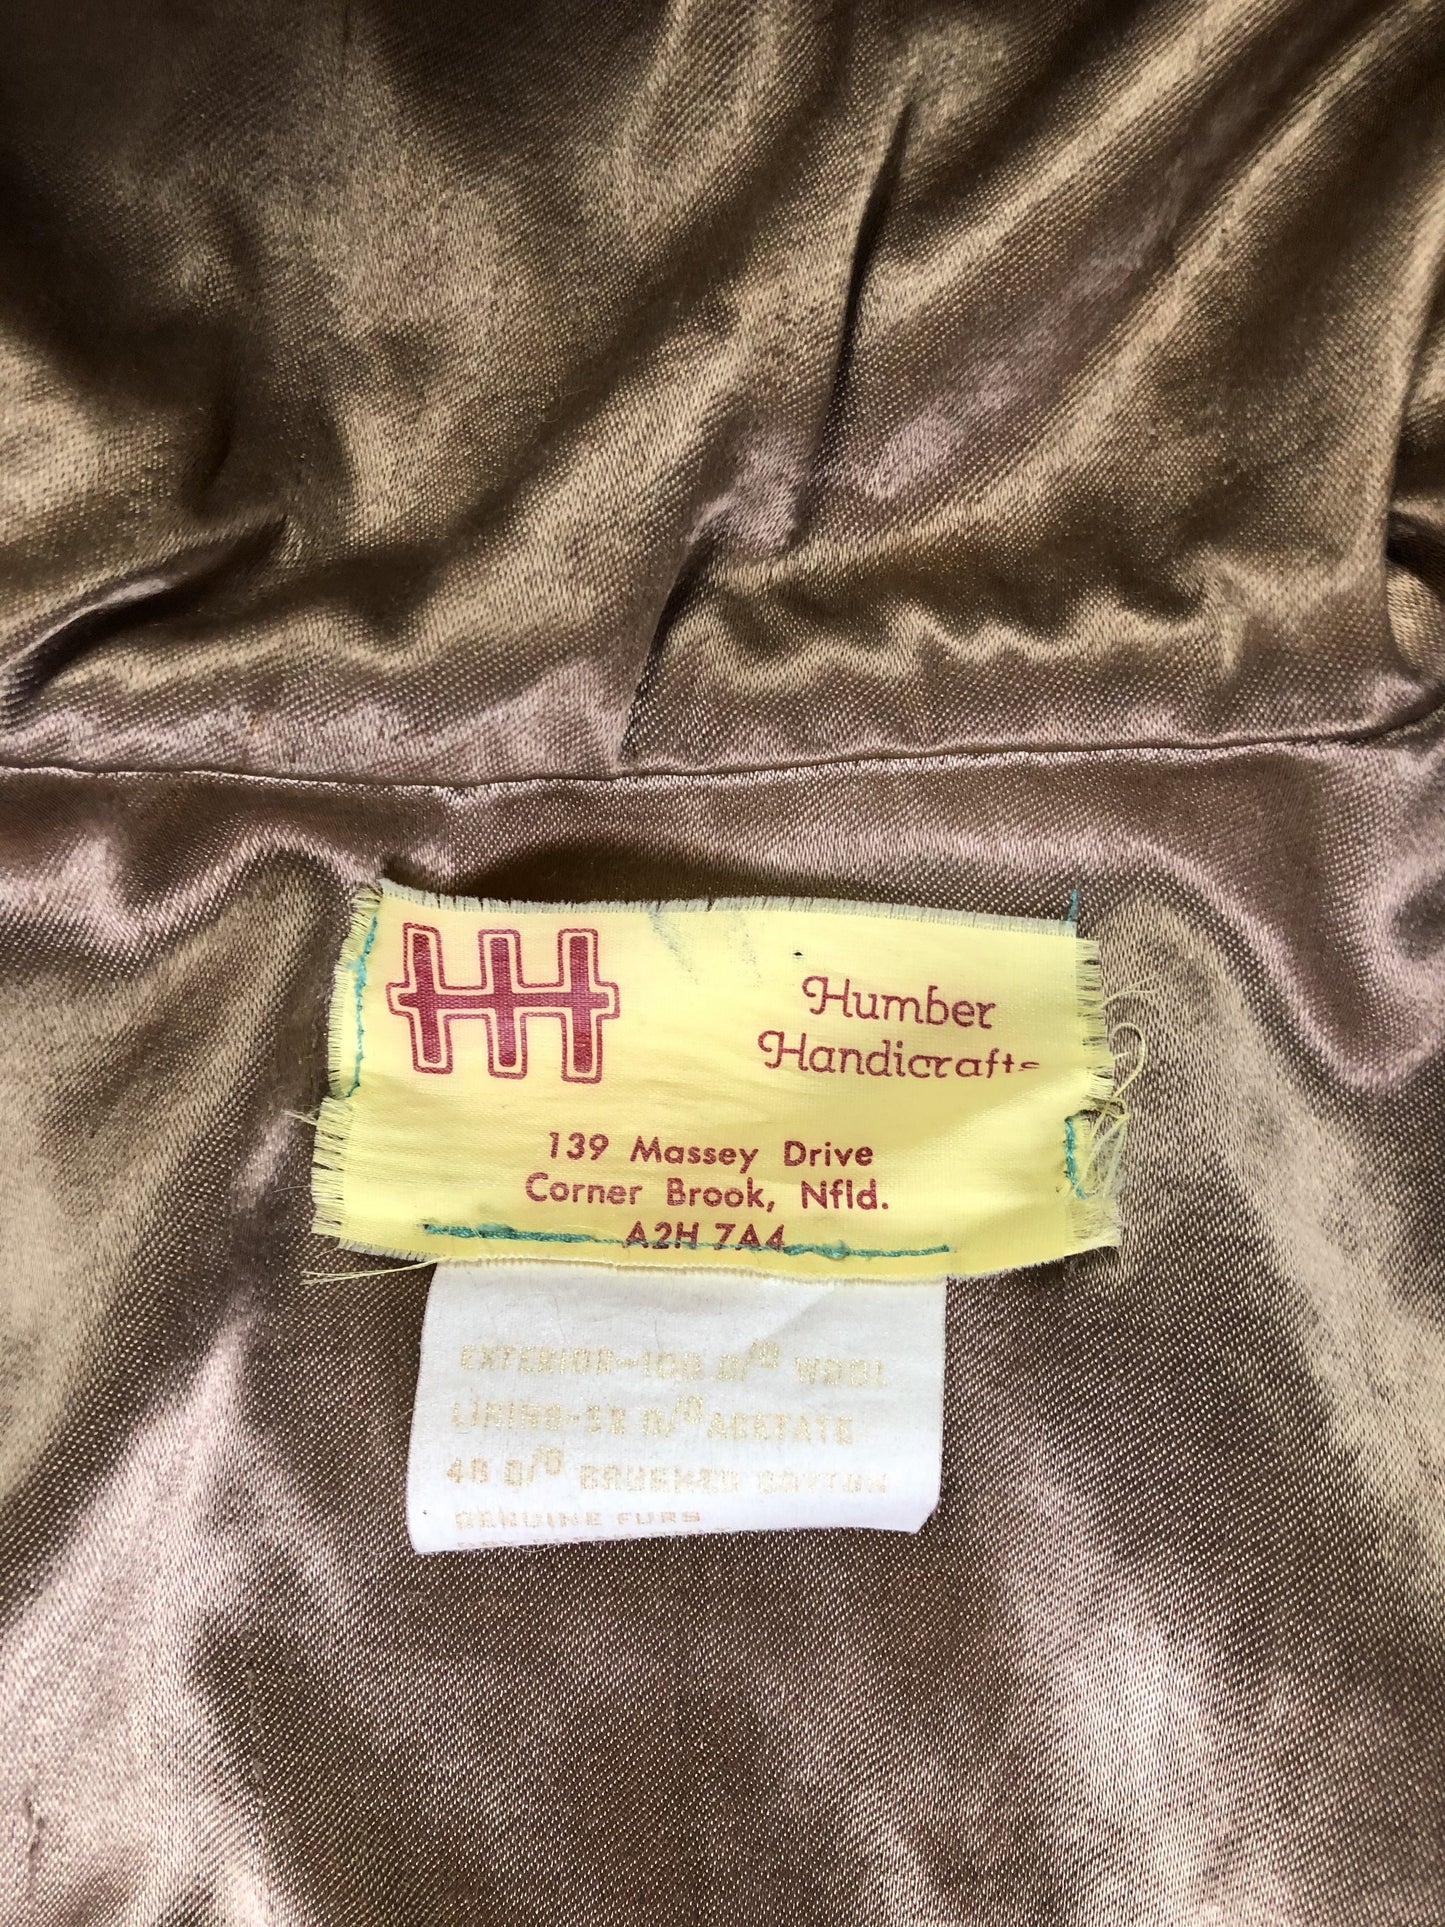 HH
Humber
Handicrafts
139 Massey Drive
Corner Brook, Nfld.
A2H 7A4
EXTERIOR-100 O/O WOOL
LINING-52 O/O ACETATE
48 O/O BRUSHED COTTON
GENUINE FURS